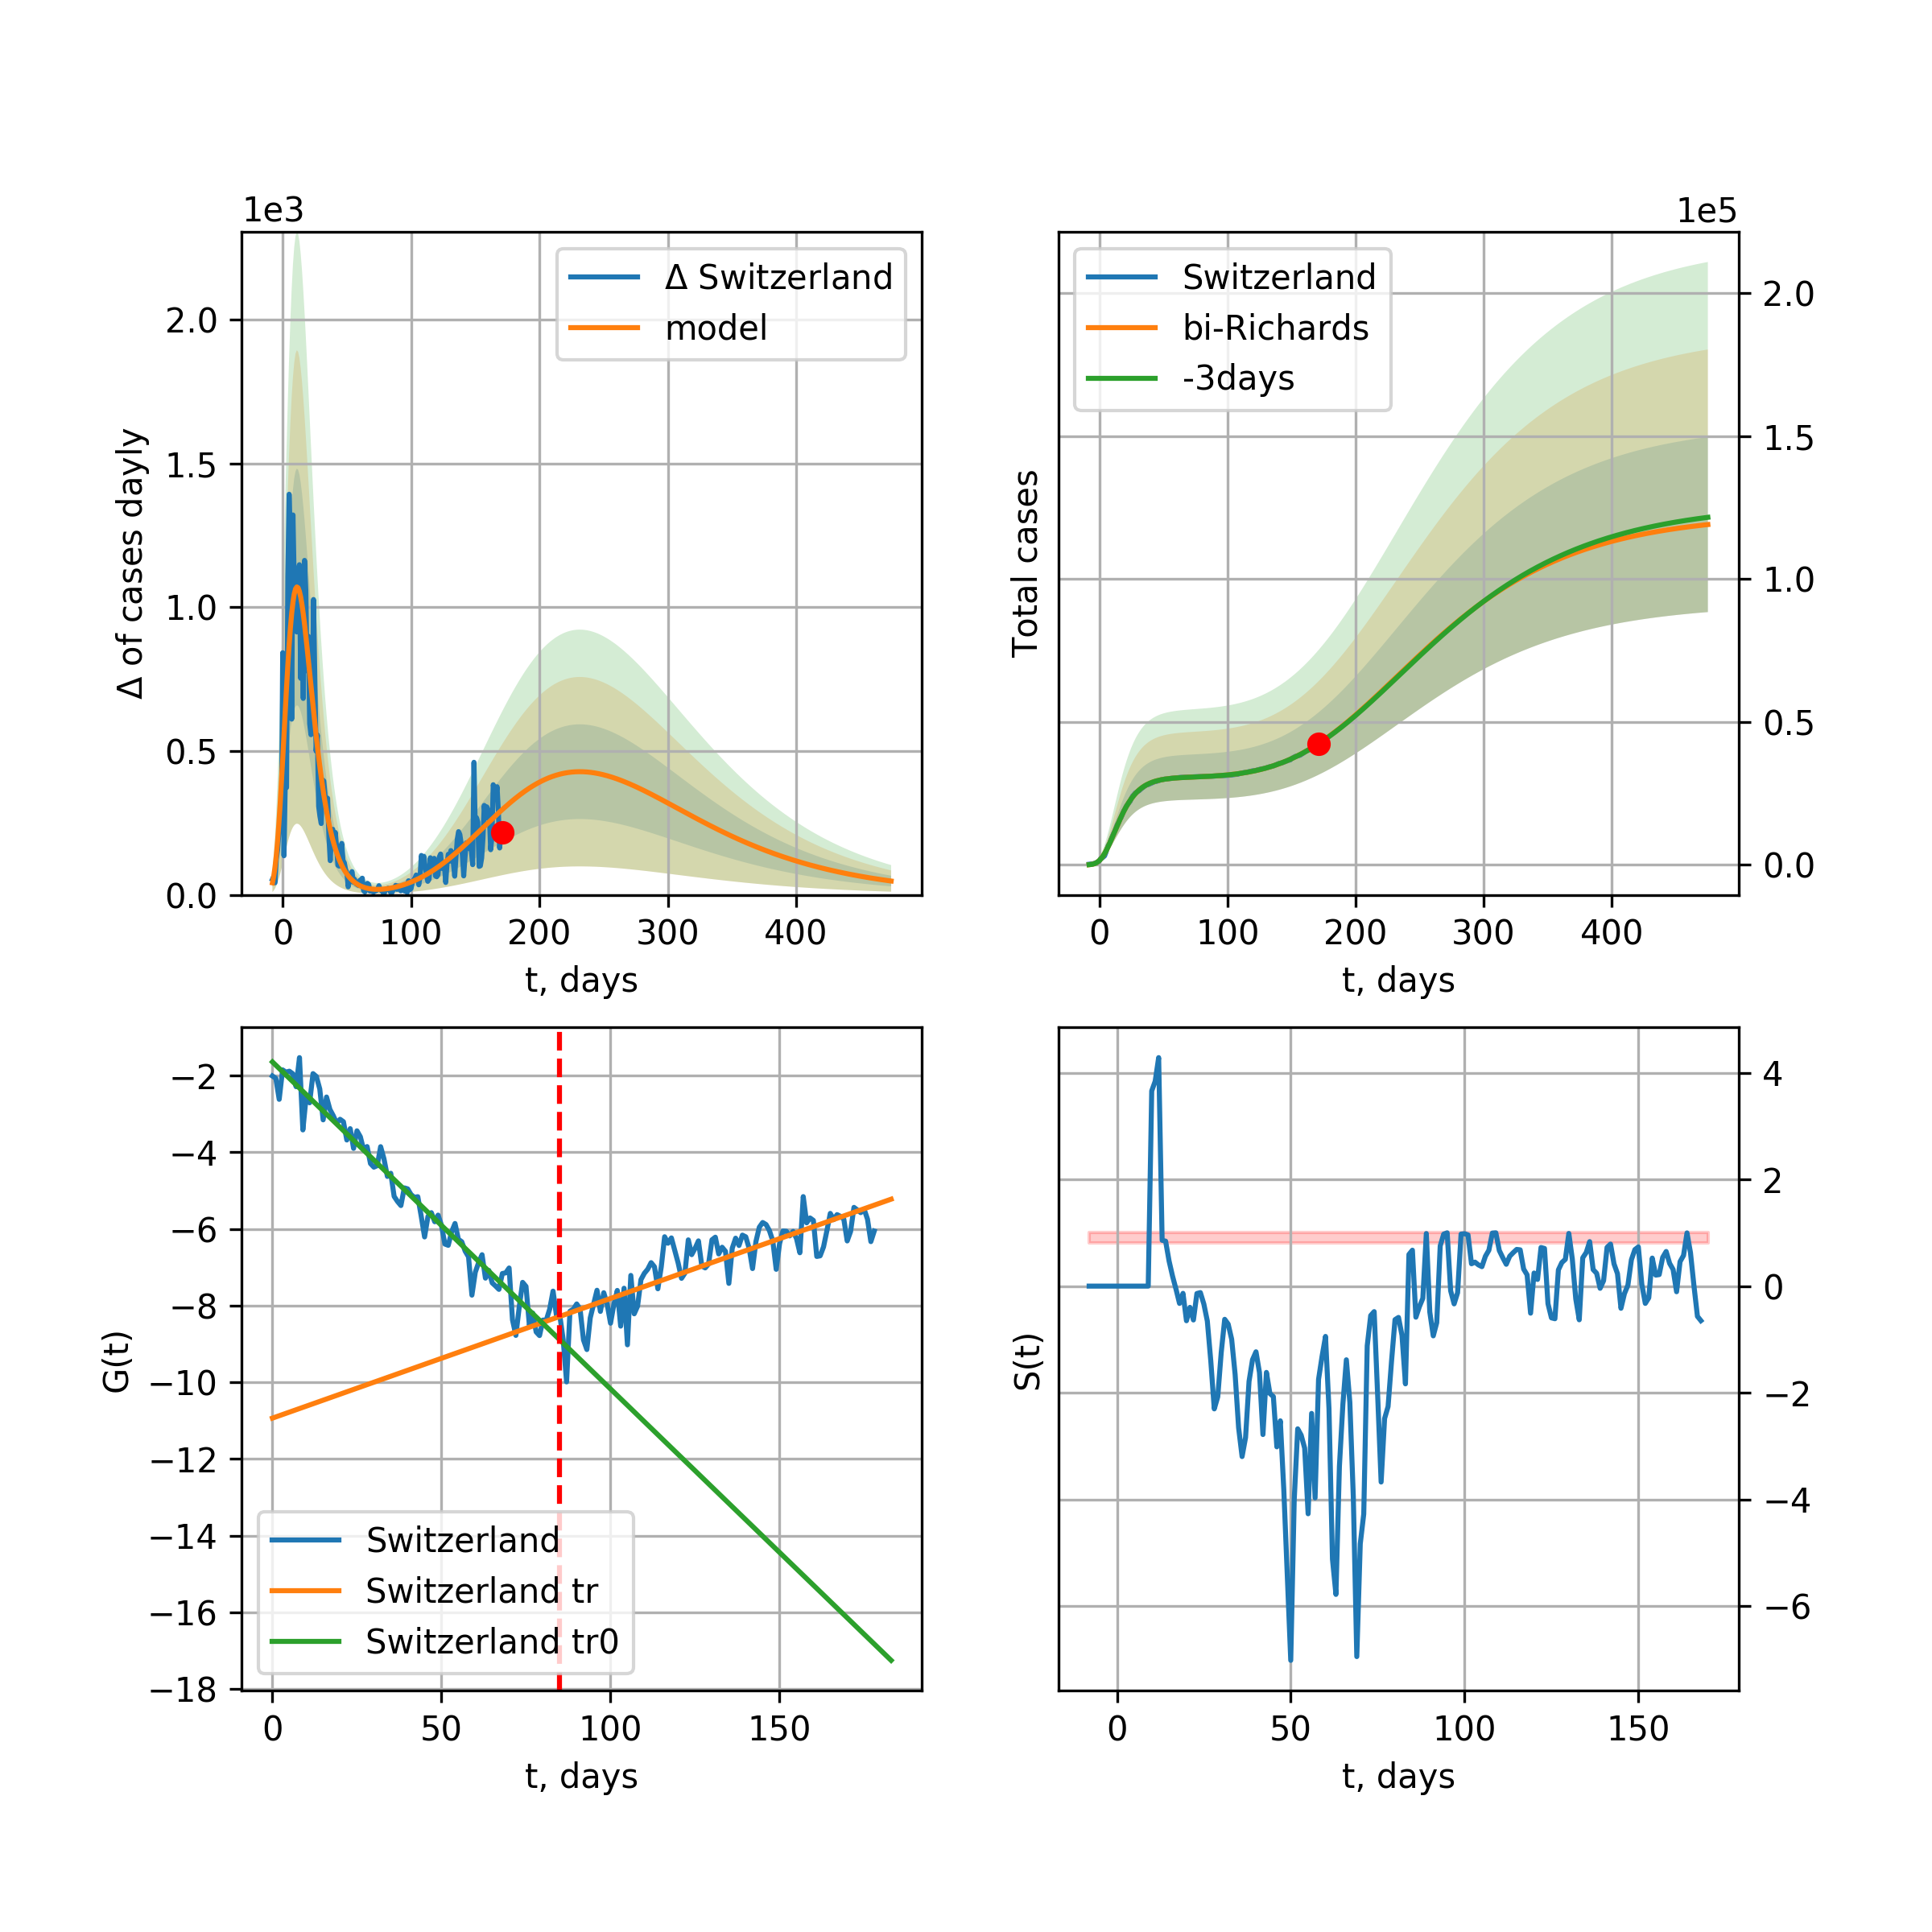 1e3
Δ of cases dayly
2.0
1.5
1.0
0.5
0.0
Δ Switzerland
model
0 100 200 300 400
t, days
1e5
Total cases
Switzerland
bi-Richards
-3days
2.0
1.5
1.0
0.5
0.0
0 100 200 300 400
t, days
G(t)
−2
−4
−6
−8
−10
−12
−14
−16
−18
Switzerland
Switzerland tr
Switzerland tr0
0 50 100 150
t, days
S(t)
4
2
0
−2
−4
−6
0 50 100 150
t, days